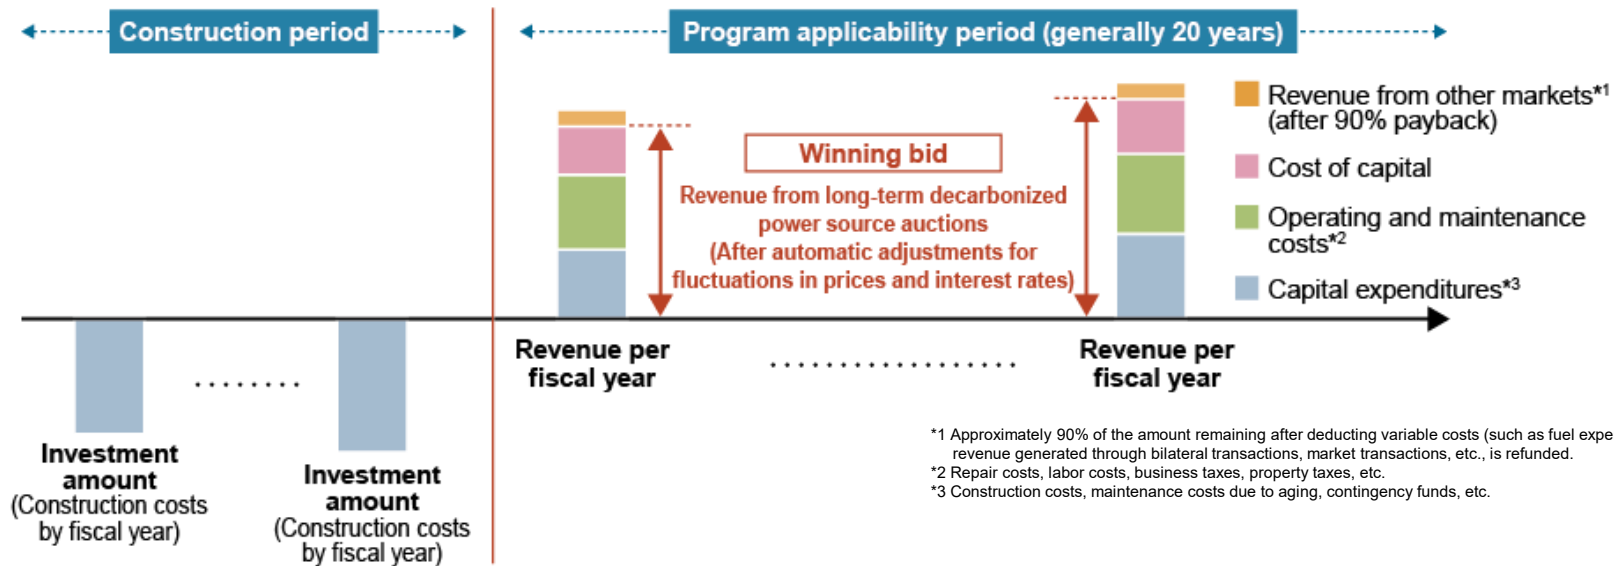 Construction period
Program applicability period (generally 20 years)
Revenue from other markets*1
(after 90% payback)
Cost of capital
Operating and maintenance
costs*2
Capital expenditures*3
Winning bid
Revenue from long-term decarbonized
power source auctions
(After automatic adjustments for
fluctuations in prices and interest rates)
Revenue per
fiscal year
Revenue per
fiscal year
Investment
amount
(Construction costs
by fiscal year)
Investment
amount
(Construction costs
by fiscal year)
*1 Approximately 90% of the amount remaining after deducting variable costs (such as fuel expe
revenue generated through bilateral transactions, market transactions, etc., is refunded.
*2 Repair costs, labor costs, business taxes, property taxes, etc.
*3 Construction costs, maintenance costs due to aging, contingency funds, etc.